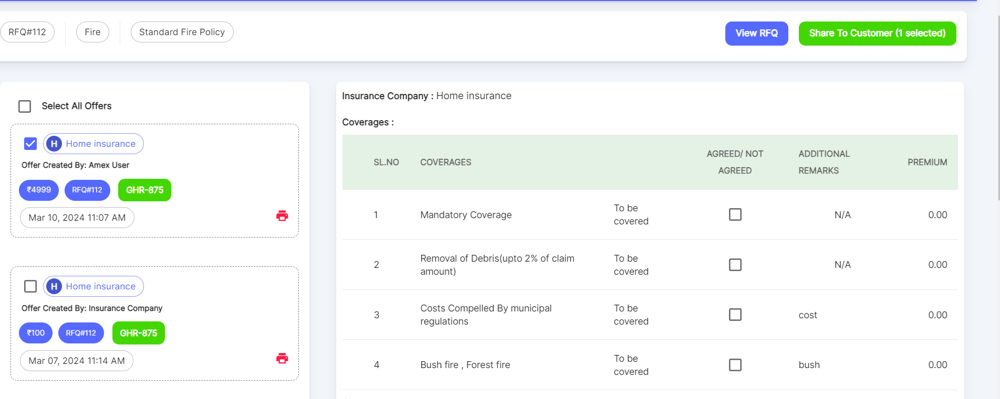 RFQ#112
Fire
Standard Fire Policy
View RFQ
Share To Customer (1 selected)
Select All Offers
H Home insurance
Offer Created By: Amex User
₹4999 RFQ#112 GHR-875
Mar 10, 2024 11:07 AM
H Home insurance
Offer Created By: Insurance Company
₹100 RFQ#112 GHR-875
Mar 07, 2024 11:14 AM
Insurance Company : Home insurance
Coverages :
SL.NO COVERAGES AGREED/ NOT AGREED ADDITIONAL REMARKS PREMIUM
1 Mandatory Coverage To be covered N/A 0.00
2 Removal of Debris(upto 2% of claim amount) To be covered N/A 0.00
3 Costs Compelled By municipal regulations To be covered cost 0.00
4 Bush fire , Forest fire To be covered bush 0.00